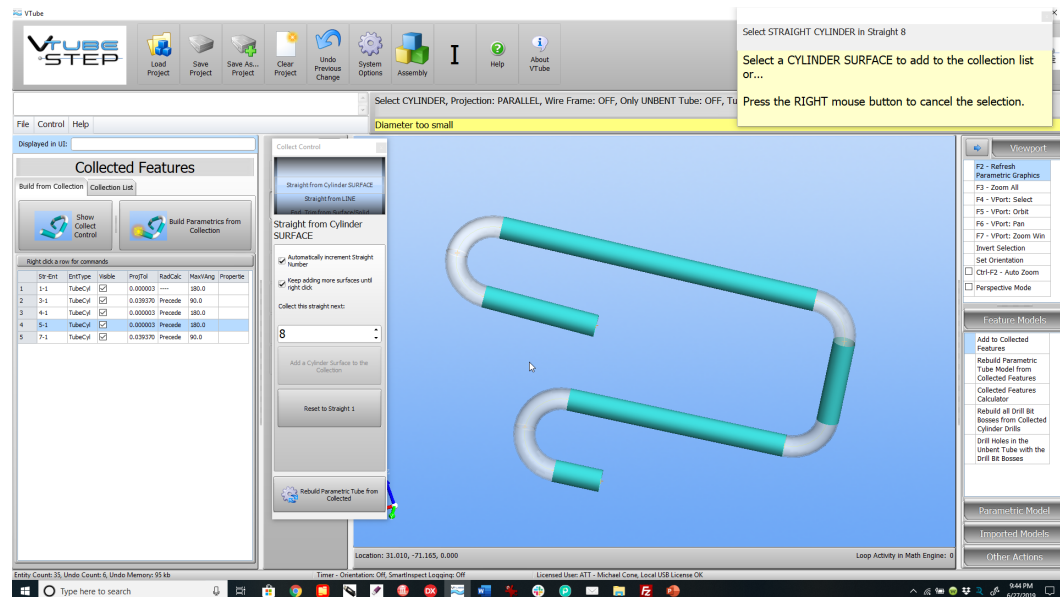 VTube
VTUBE
-STEP
Load
Project
Save
Project
Save As...
Project
Clear
Project
Undo
Previous
Change
System
Options
Assembly
Help
About
VTube
Select STRAIGHT CYLINDER in Straight 8
Select a CYLINDER SURFACE to add to the collection list
or...
Press the RIGHT mouse button to cancel the selection.
Select CYLINDER, Projection: PARALLEL, Wire Frame: OFF, Only UNBENT Tube: OFF, Tu
File Control Help
Diameter too small
Displayed in UI:
Collected Features
Build from Collection
Collection List
Show
Collect
Control
Build Parametrics from
Collection
Right click a row for commands
Str-Ent EntType Visible ProjTol RadCalc MaxVAng Propertie
1 1-1 TubeCyl 0.000003 ---- 180.0
2 3-1 TubeCyl 0.039370 Precede 90.0
3 4-1 TubeCyl 0.000003 Precede 180.0
4 5-1 TubeCyl 0.000003 Precede 180.0
5 7-1 TubeCyl 0.039370 Precede 90.0
Collect Control
Straight from Cylinder SURFACE
Straight from LINE
Straight from Cylinder
SURFACE
Automatically increment Straight
Number
Keep adding more surfaces until
right click
Collect this straight next:
8
Add a Cylinder Surface to the
Collection
Reset to Straight 1
Rebuild Parametric Tube from
Collected
Viewport
F2 - Refresh
Parametric Graphics
F3 - Zoom All
F4 - VPort: Select
F5 - VPort: Orbit
F6 - VPort: Pan
F7 - VPort: Zoom Win
Invert Selection
Set Orientation
Ctrl-F2 - Auto Zoom
Perspective Mode
Feature Models
Add to Collected
Features
Rebuild Parametric
Tube Model from
Collected Features
Collected Features
Calculator
Rebuild all Drill Bit
Bosses from Collected
Cylinder Drills
Drill Holes in the
Unbent Tube with the
Drill Bit Bosses
Parametric Model
Imported Models
Other Actions
Location: 31.010, -71.165, 0.000
Loop Activity in Math Engine: 0
Entity Count: 35, Undo Count: 6, Undo Memory: 95 kb
Timer - Orientation: Off, SmartInspect Logging: Off
Licensed User: ATT - Michael Cone, Local USB License OK
Type here to search
9:44 PM
6/27/2019